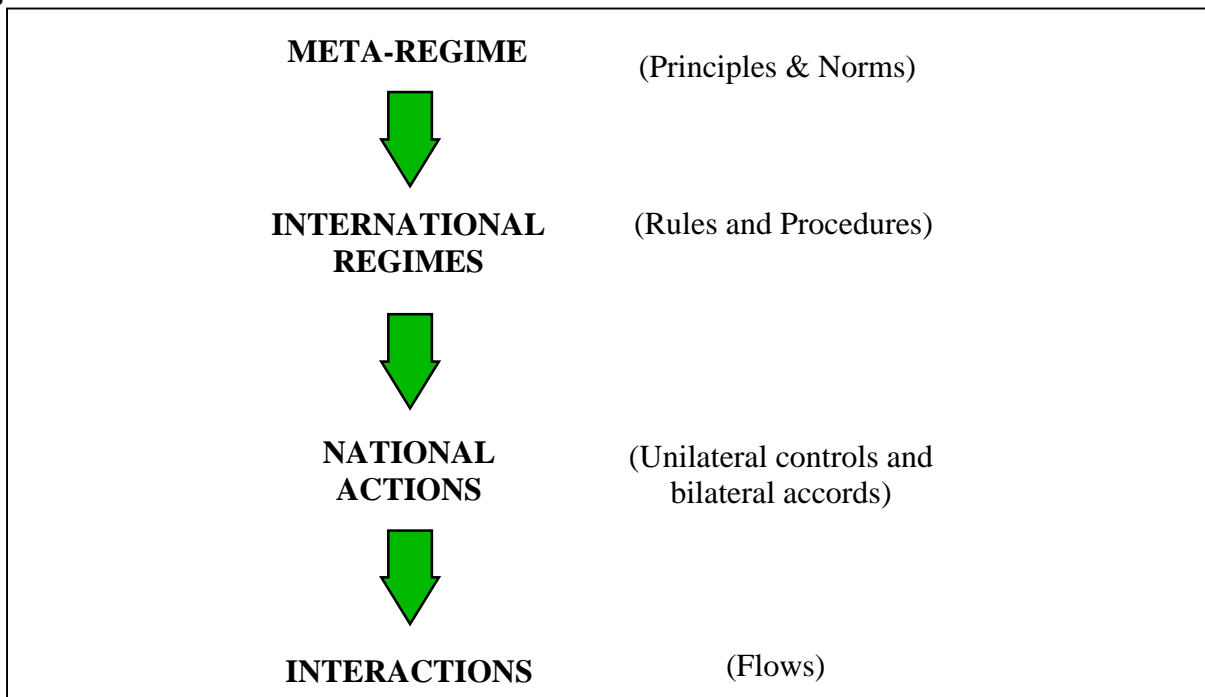 META-REGIME
(Principles & Norms)
INTERNATIONAL
REGIMES
(Rules and Procedures)
NATIONAL
ACTIONS
(Unilateral controls and
bilateral accords)
INTERACTIONS
(Flows)